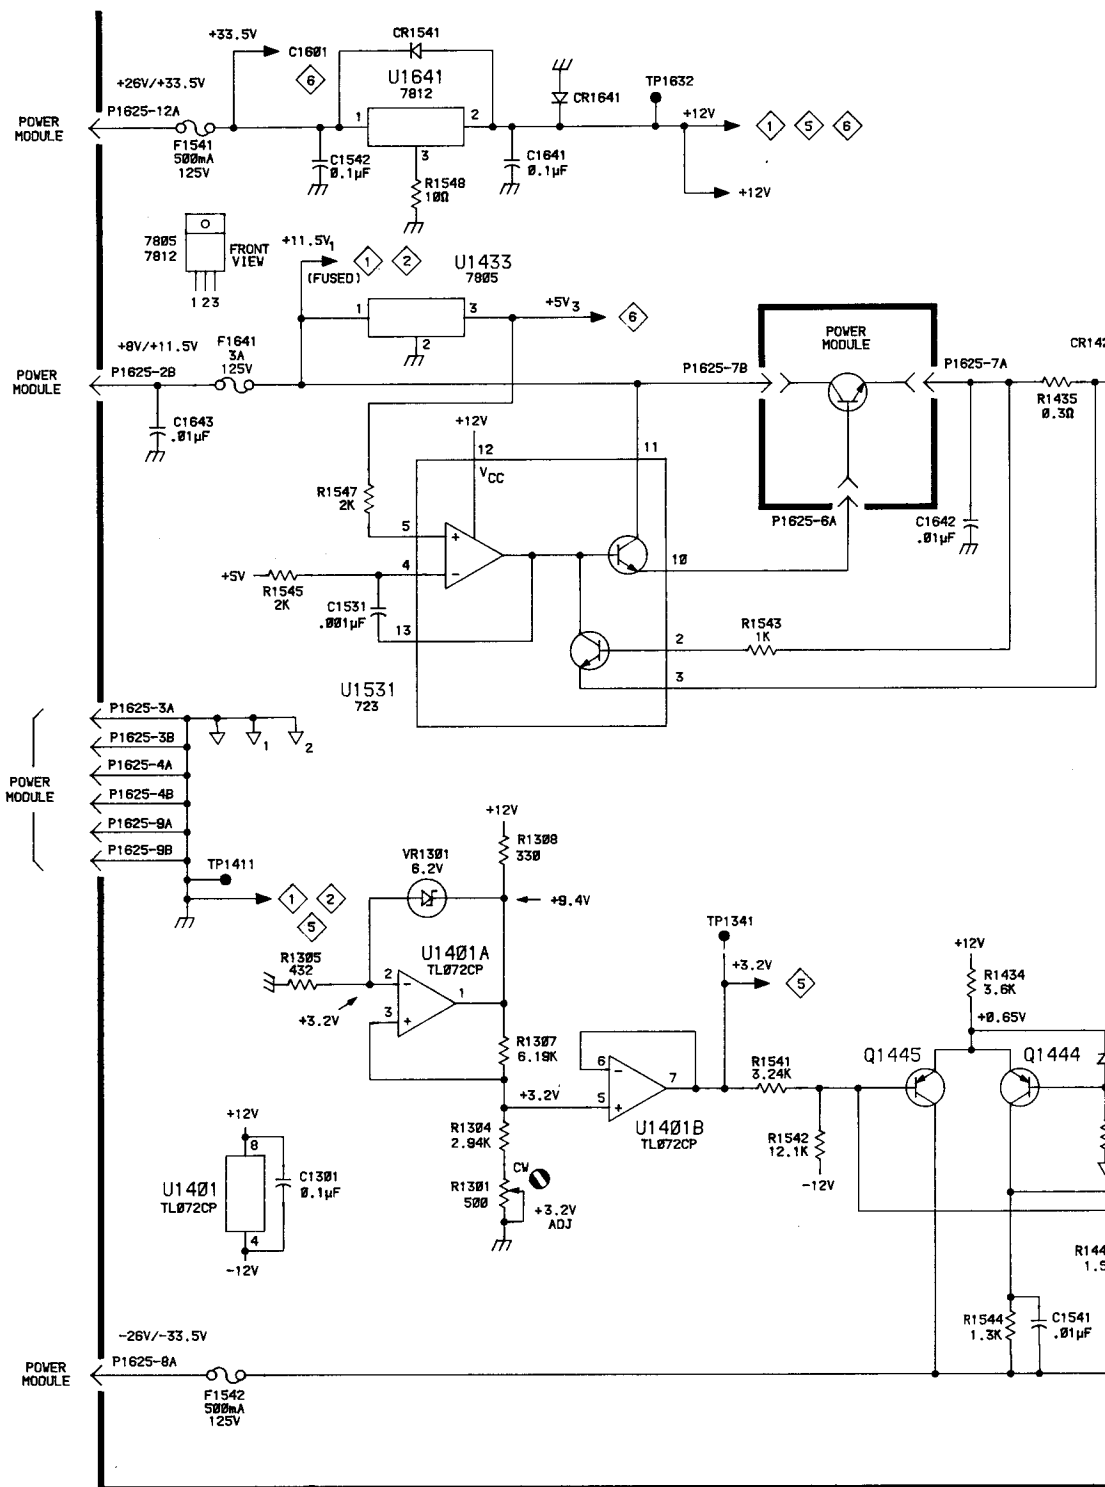 +33.5V
C1601
6
CR1541
U1641
7812
+26V/+33.5V
P1625-12A
POWER
MODULE
F1541
500mA
125V
1
2
3
C1542
0.1µF
R1548
10Ω
C1641
0.1µF
CR1641
TP1632
+12V
1
5
6
+12V
7805
7812
FRONT
VIEW
123
+11.5V1
(FUSED)
1
2
U1433
7805
1
3
2
+5V3
6
+8V/+11.5V
P1625-2B
POWER
MODULE
F1641
3A
125V
C1643
.01µF
P1625-7B
POWER
MODULE
P1625-7A
P1625-6A
CR142
R1435
0.3Ω
C1642
.01µF
+12V
12
VCC
11
R1547
2K
5
+
4
−
10
+5V
R1545
2K
C1531
.001µF
13
2
R1543
1K
3
U1531
723
P1625-3A
P1625-3B
P1625-4A
P1625-4B
P1625-9A
P1625-9B
POWER
MODULE
1
2
TP1411
1
2
5
+12V
R1308
330
VR1301
6.2V
+9.4V
U1401A
TL072CP
R1305
432
2
−
1
3
+
+3.2V
R1307
6.19K
+3.2V
R1304
2.94K
CW
R1301
500
+3.2V
ADJ
6
−
7
5
+
U1401B
TL072CP
TP1341
+3.2V
5
R1541
3.24K
R1542
12.1K
-12V
+12V
R1434
3.6K
+0.65V
Q1445
Q1444
+12V
8
U1401
TL072CP
C1301
0.1µF
4
-12V
R144
1.5
R1544
1.3K
C1541
.01µF
-26V/-33.5V
P1625-8A
POWER
MODULE
F1542
500mA
125V